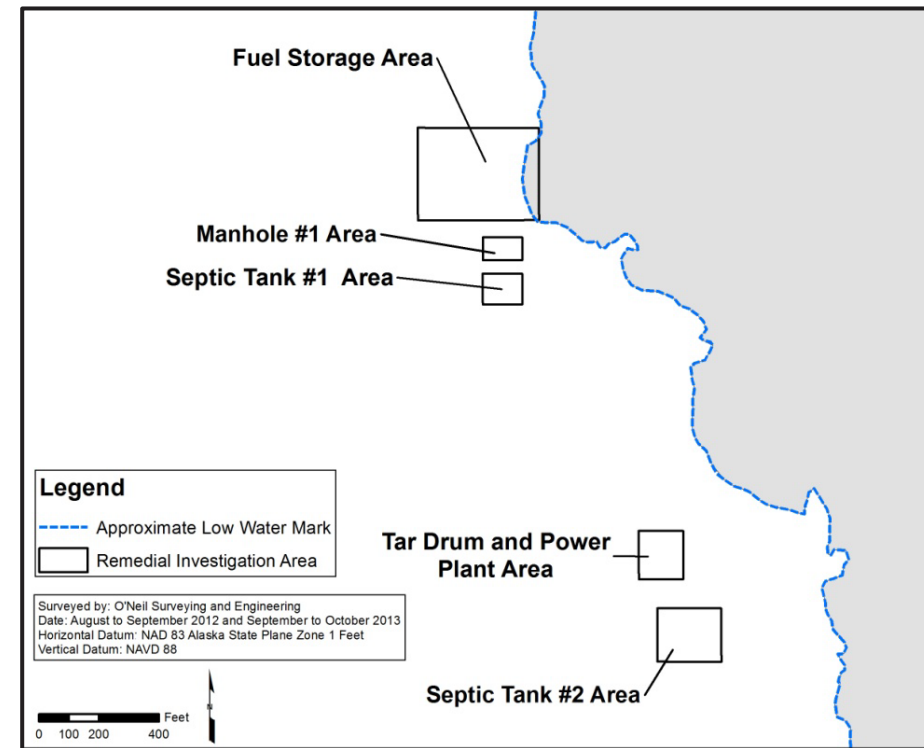 Fuel Storage Area
Manhole #1 Area
Septic Tank #1 Area
Legend
Approximate Low Water Mark
Remedial Investigation Area
Tar Drum and Power
Plant Area
Surveyed by: O'Neil Surveying and Engineering
Date: August to September 2012 and September to October 2013
Horizontal Datum: NAD 83 Alaska State Plane Zone 1 Feet
Vertical Datum: NAVD 88
Septic Tank #2 Area
N
Feet
0 100 200 400